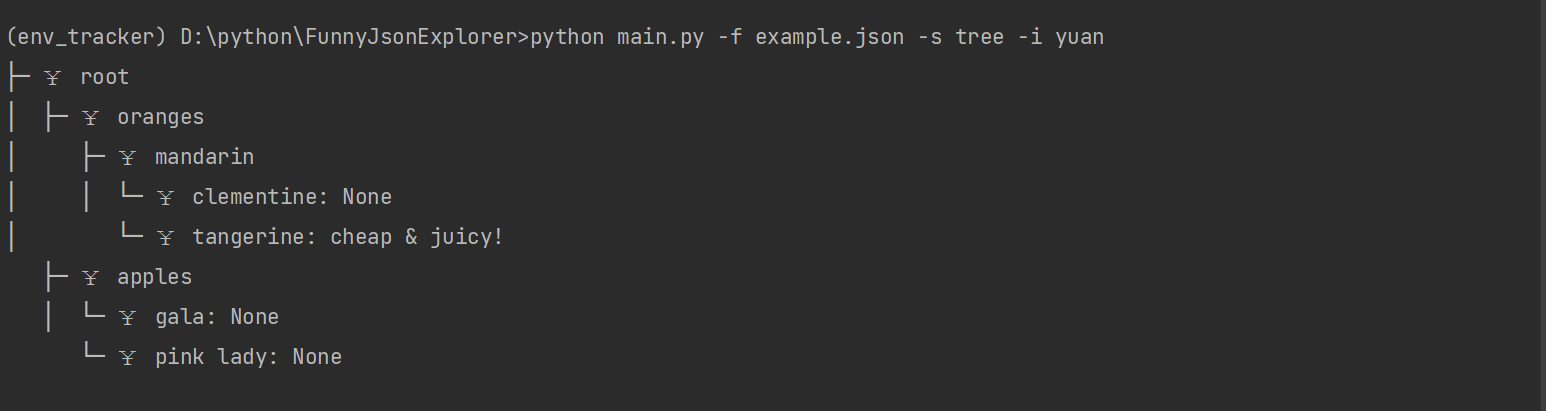 (env_tracker) D:\python\FunnyJsonExplorer>python main.py -f example.json -s tree -i yuan
├─ ¥ root
│  ├─ ¥ oranges
│     ├─ ¥ mandarin
│     │  └─ ¥ clementine: None
│        └─ ¥ tangerine: cheap & juicy!
   ├─ ¥ apples
   │  └─ ¥ gala: None
      └─ ¥ pink lady: None